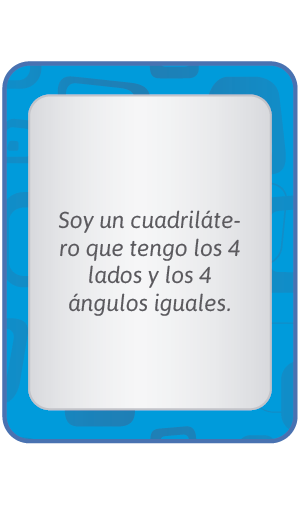 Soy un cuadriláte-
ro que tengo los 4
lados y los 4
ángulos iguales.